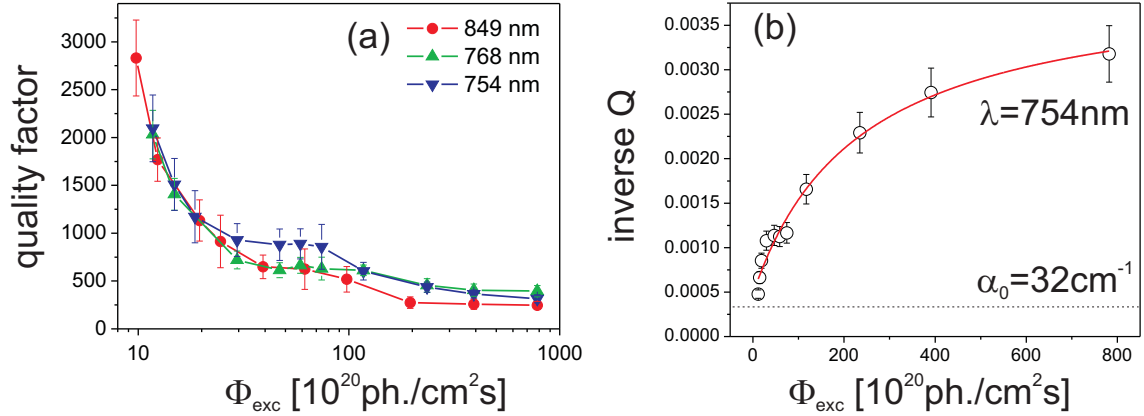 (a)
849 nm
768 nm
754 nm
quality factor
3000
2500
2000
1500
1000
500
0
10
100
1000
Φexc [10²⁰ph./cm²s]
(b)
inverse Q
0.0035
0.0030
0.0025
0.0020
0.0015
0.0010
0.0005
0.0000
λ=754nm
α₀=32cm⁻¹
0
200
400
600
800
Φexc [10²⁰ph./cm²s]